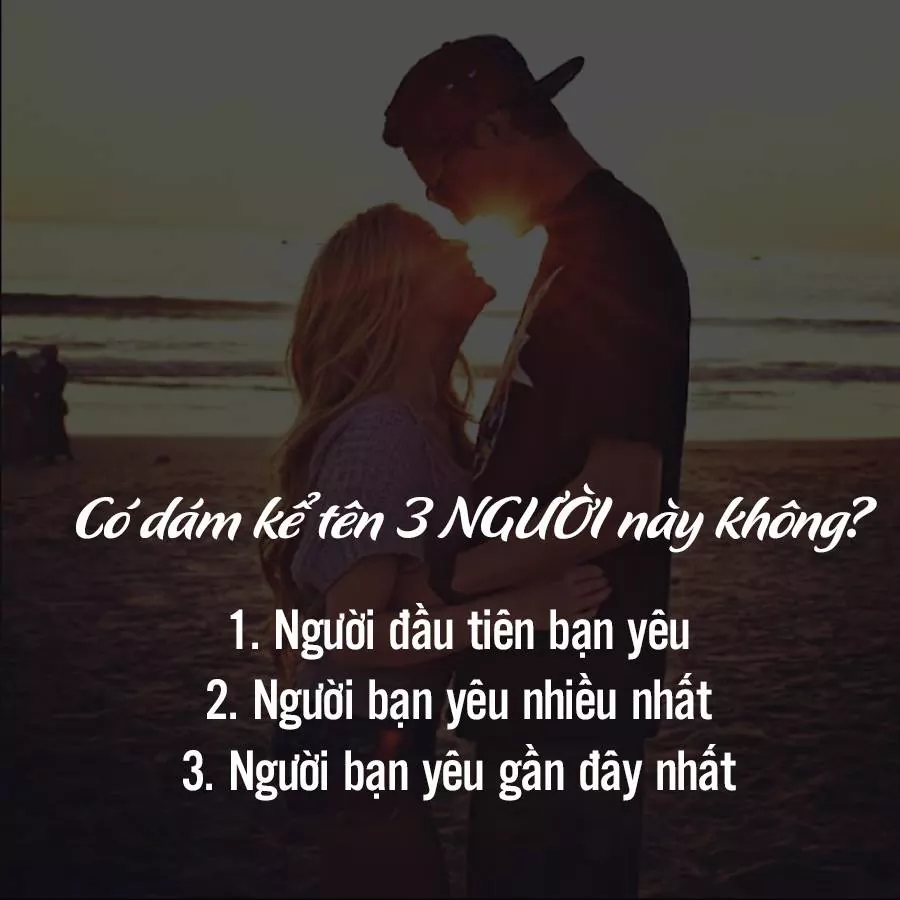 Có dám kể tên 3 NGƯỜI này không?
1. Người đầu tiên bạn yêu
2. Người bạn yêu nhiều nhất
3. Người bạn yêu gần đây nhất